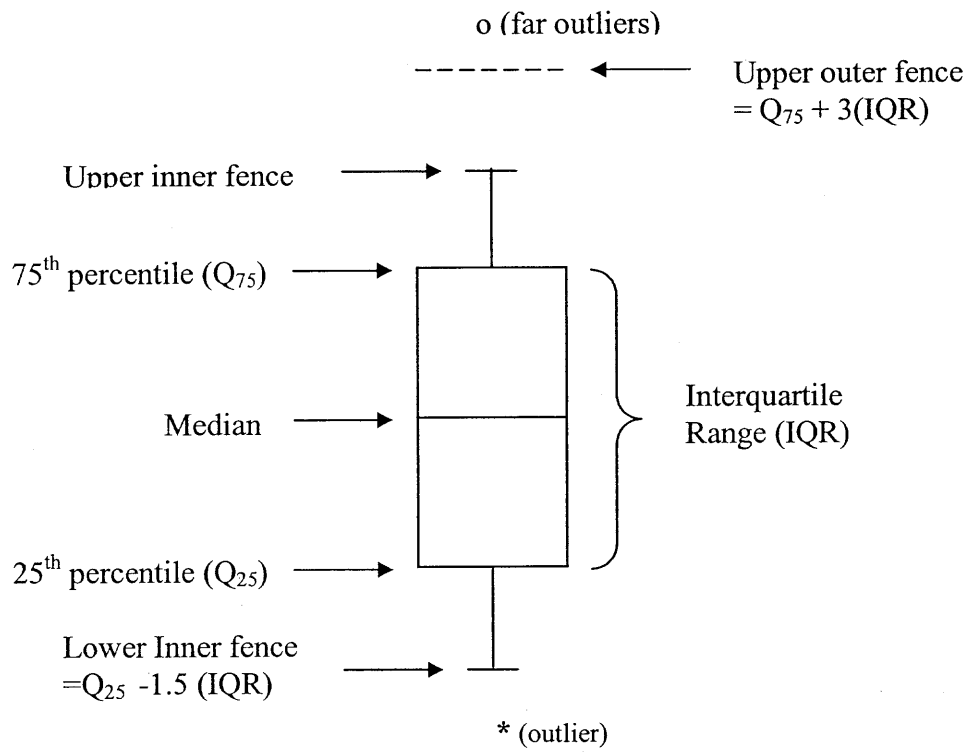 o (far outliers)
Upper outer fence
= Q₇₅ + 3(IQR)
Upper inner fence
75ᵗʰ percentile (Q₇₅)
Interquartile
Range (IQR)
Median
25ᵗʰ percentile (Q₂₅)
Lower Inner fence
=Q₂₅ -1.5 (IQR)
* (outlier)